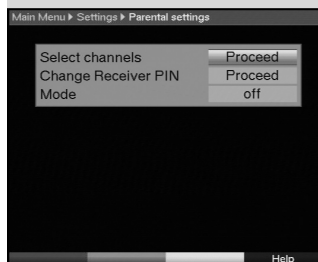 Main Menu ▸ Settings ▸ Parental settings
Select channels Proceed
Change Receiver PIN Proceed
Mode off
Help